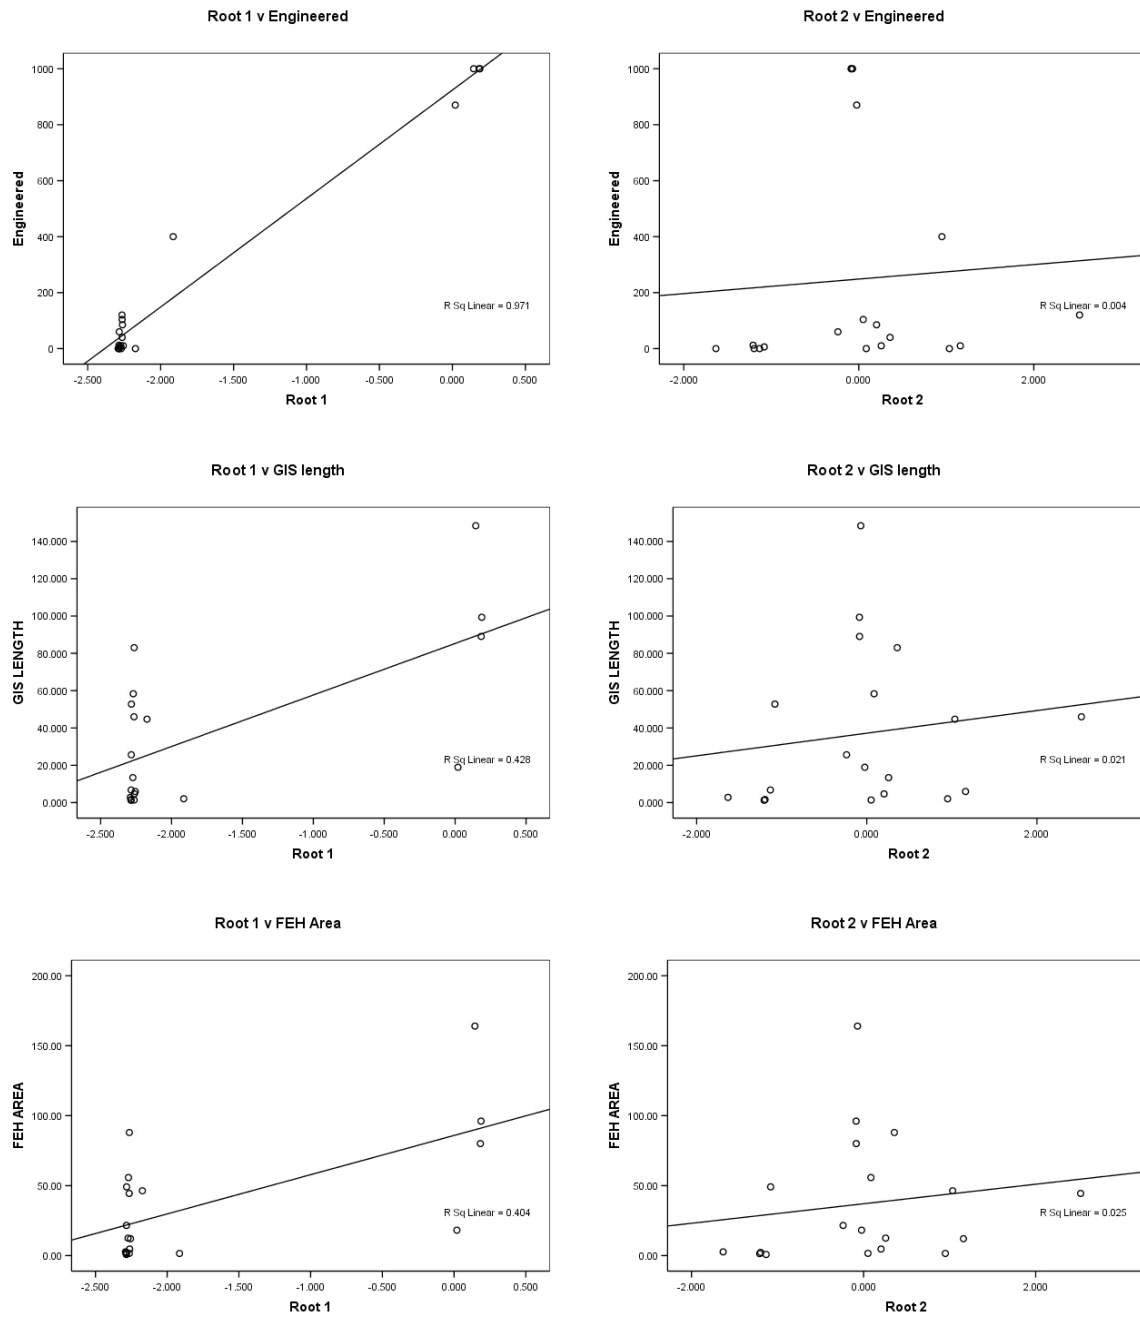 Root 1 v Engineered
Root 2 v Engineered
1000
800
600
400
200
0
Engineered
R Sq Linear = 0.971
-2.500 -2.000 -1.500 -1.000 -0.500 0.000 0.500
Root 1
1000
800
600
400
200
0
Engineered
R Sq Linear = 0.004
-2.000 0.000 2.000
Root 2
Root 1 v GIS length
Root 2 v GIS length
140.000
120.000
100.000
80.000
60.000
40.000
20.000
0.000
GIS LENGTH
R Sq Linear = 0.428
-2.500 -2.000 -1.500 -1.000 -0.500 0.000 0.500
Root 1
140.000
120.000
100.000
80.000
60.000
40.000
20.000
0.000
GIS LENGTH
R Sq Linear = 0.021
-2.000 0.000 2.000
Root 2
Root 1 v FEH Area
Root 2 v FEH Area
200.00
150.00
100.00
50.00
0.00
FEH AREA
R Sq Linear = 0.404
-2.500 -2.000 -1.500 -1.000 -0.500 0.000 0.500
Root 1
200.00
150.00
100.00
50.00
0.00
FEH AREA
R Sq Linear = 0.025
-2.000 0.000 2.000
Root 2